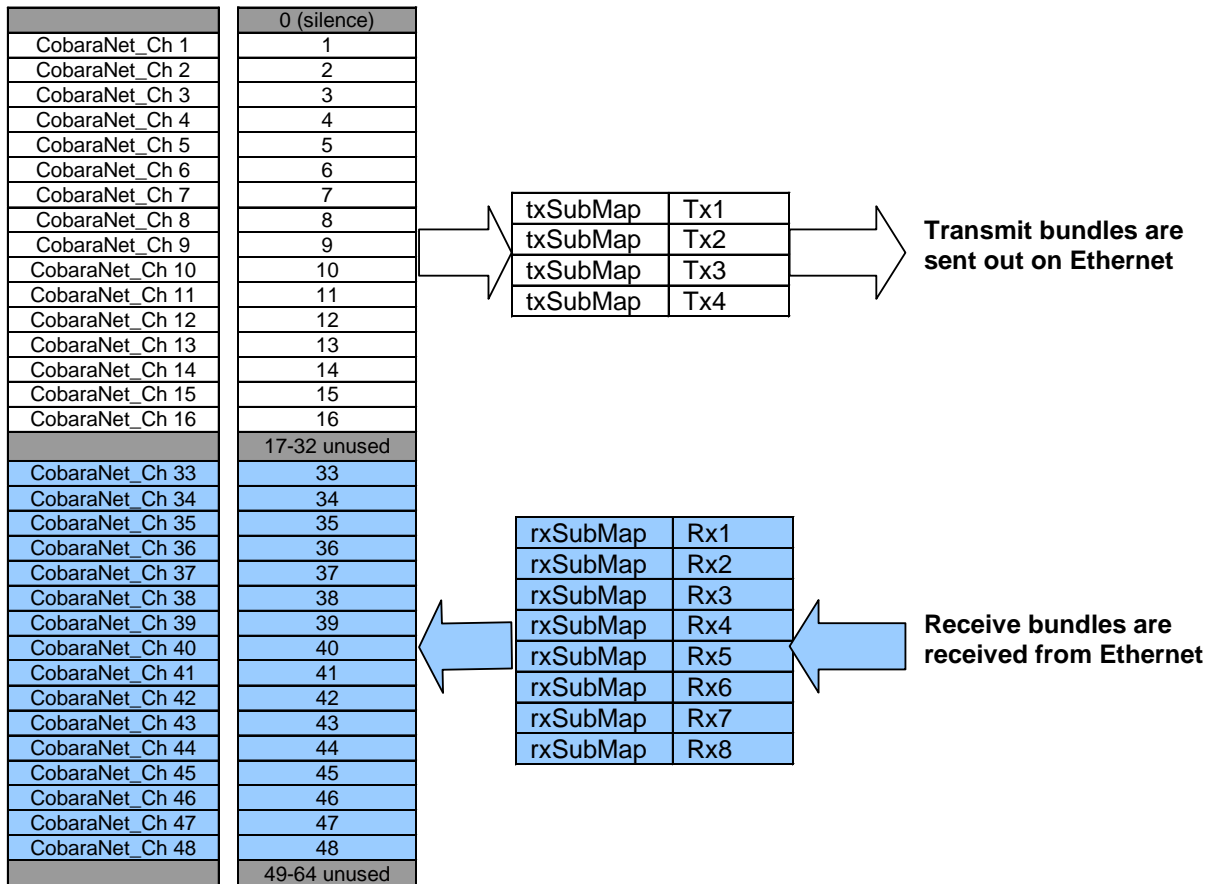 0 (silence)
CobaraNet_Ch 1 1
CobaraNet_Ch 2 2
CobaraNet_Ch 3 3
CobaraNet_Ch 4 4
CobaraNet_Ch 5 5
CobaraNet_Ch 6 6
CobaraNet_Ch 7 7
CobaraNet_Ch 8 8
CobaraNet_Ch 9 9
CobaraNet_Ch 10 10
CobaraNet_Ch 11 11
CobaraNet_Ch 12 12
CobaraNet_Ch 13 13
CobaraNet_Ch 14 14
CobaraNet_Ch 15 15
CobaraNet_Ch 16 16
17-32 unused
CobaraNet_Ch 33 33
CobaraNet_Ch 34 34
CobaraNet_Ch 35 35
CobaraNet_Ch 36 36
CobaraNet_Ch 37 37
CobaraNet_Ch 38 38
CobaraNet_Ch 39 39
CobaraNet_Ch 40 40
CobaraNet_Ch 41 41
CobaraNet_Ch 42 42
CobaraNet_Ch 43 43
CobaraNet_Ch 44 44
CobaraNet_Ch 45 45
CobaraNet_Ch 46 46
CobaraNet_Ch 47 47
CobaraNet_Ch 48 48
49-64 unused
txSubMap Tx1
txSubMap Tx2
txSubMap Tx3
txSubMap Tx4
Transmit bundles are
sent out on Ethernet
rxSubMap Rx1
rxSubMap Rx2
rxSubMap Rx3
rxSubMap Rx4
rxSubMap Rx5
rxSubMap Rx6
rxSubMap Rx7
rxSubMap Rx8
Receive bundles are
received from Ethernet